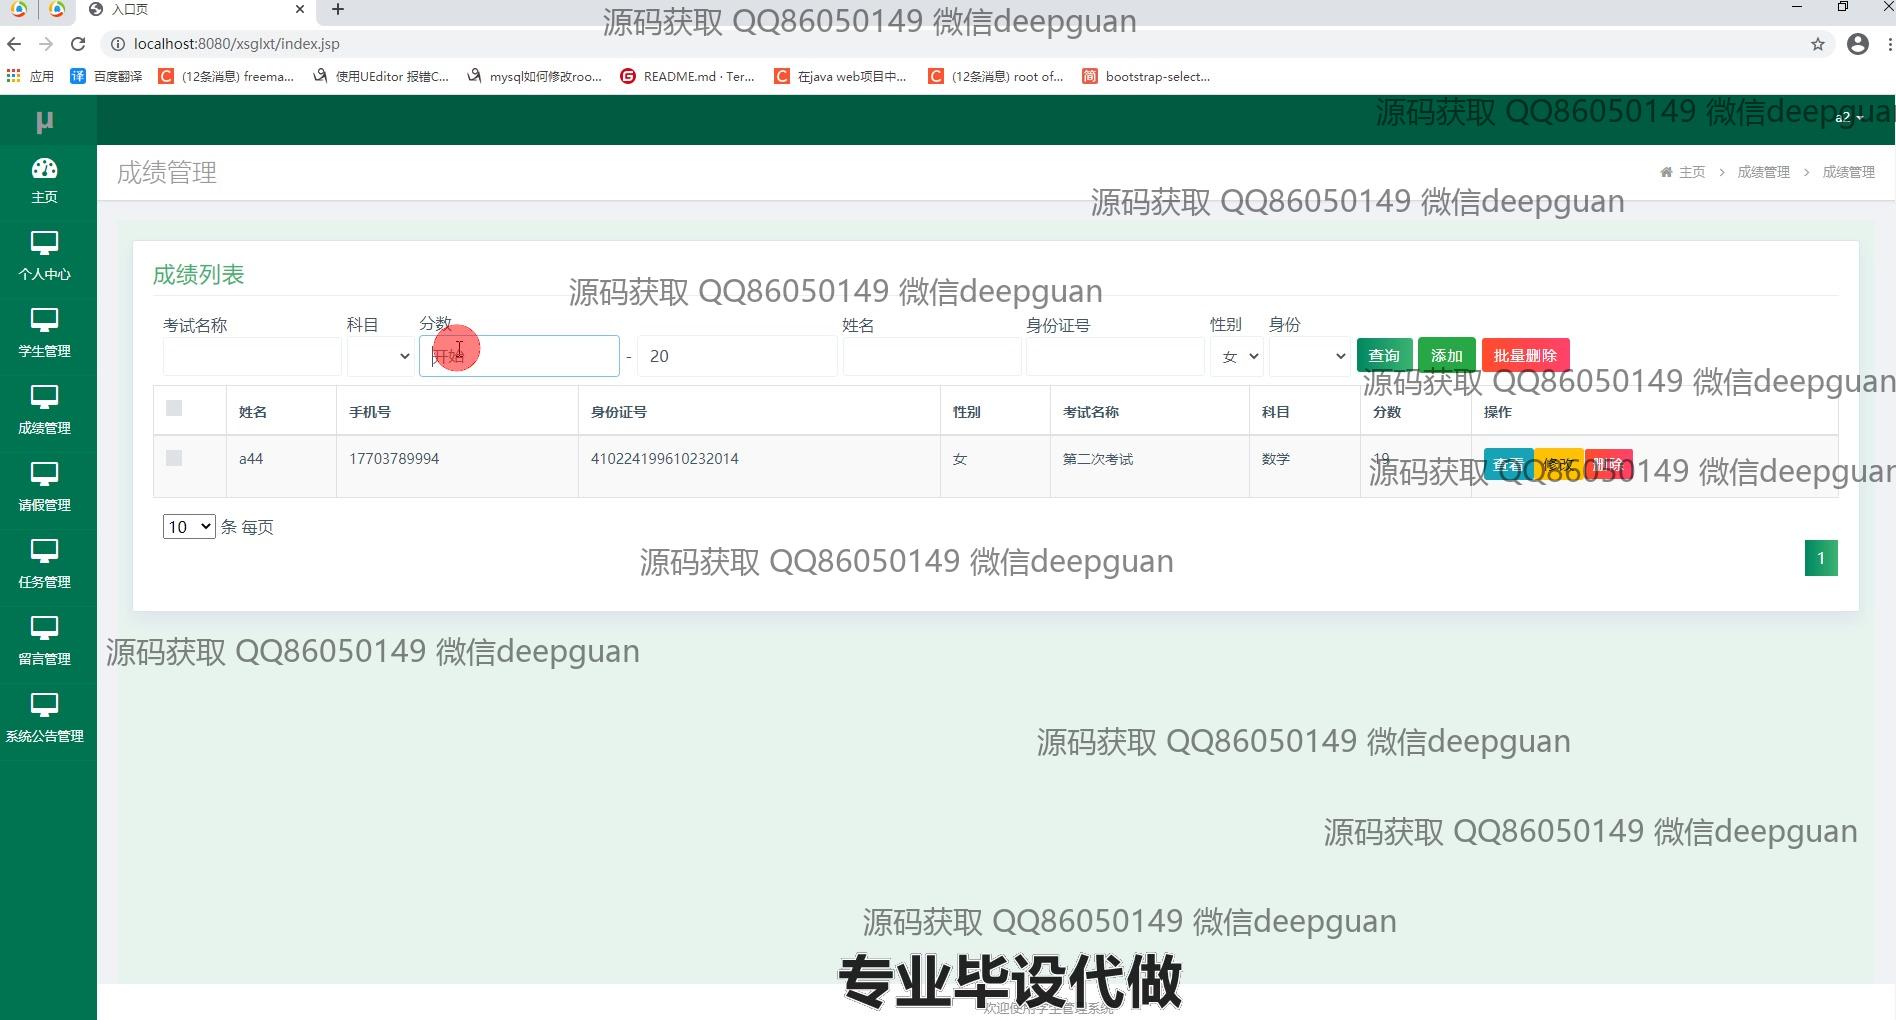 入口页
源码获取 QQ86050149 微信deepguan
localhost:8080/xsglxt/index.jsp
应用 百度翻译 (12条消息) freema... 使用UEditor 报错C... mysql如何修改roo... README.md · Ter... 在java web项目中... (12条消息) root of... bootstrap-select...
μ
源码获取 QQ86050149 微信deepguan
a2
主页
成绩管理
主页 > 成绩管理 > 成绩管理
源码获取 QQ86050149 微信deepguan
个人中心
成绩列表
源码获取 QQ86050149 微信deepguan
考试名称 科目 分数 姓名 身份证号 性别 身份
开始 - 20 女 查询 添加 批量删除
学生管理
源码获取 QQ86050149 微信deepguan
姓名 手机号 身份证号 性别 考试名称 科目 分数 操作
成绩管理
a44 17703789994 410224199610232014 女 第二次考试 数学 19 查看 修改 删除
源码获取 QQ86050149 微信deepguan
请假管理
10 条 每页
源码获取 QQ86050149 微信deepguan
1
任务管理
源码获取 QQ86050149 微信deepguan
留言管理
系统公告管理
源码获取 QQ86050149 微信deepguan
源码获取 QQ86050149 微信deepguan
源码获取 QQ86050149 微信deepguan
专业毕设代做
欢迎使用学生管理系统